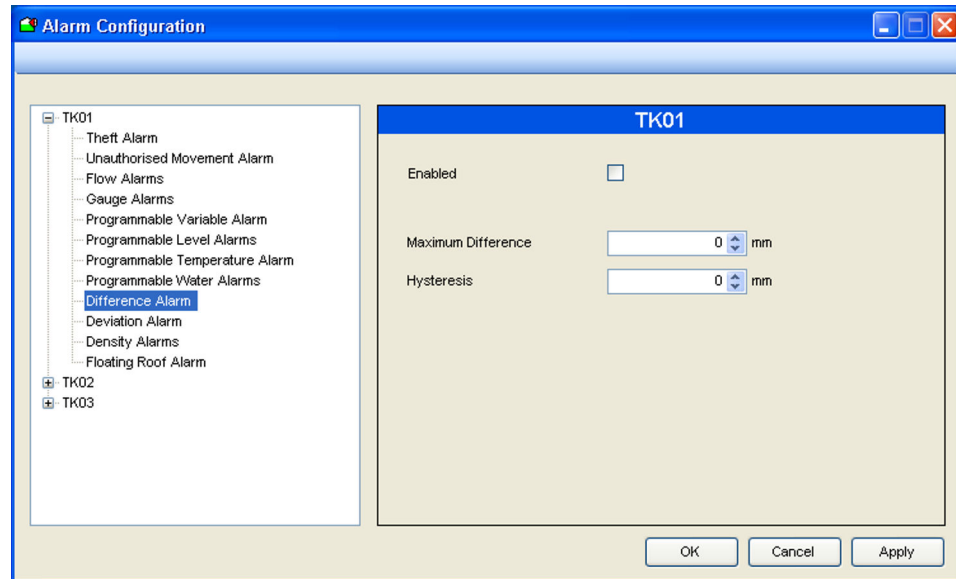 Alarm Configuration
TK01
Theft Alarm
Unauthorised Movement Alarm
Flow Alarms
Gauge Alarms
Programmable Variable Alarm
Programmable Level Alarms
Programmable Temperature Alarm
Programmable Water Alarms
Difference Alarm
Deviation Alarm
Density Alarms
Floating Roof Alarm
TK02
TK03
TK01
Enabled
Maximum Difference 0 mm
Hysteresis 0 mm
OK Cancel Apply